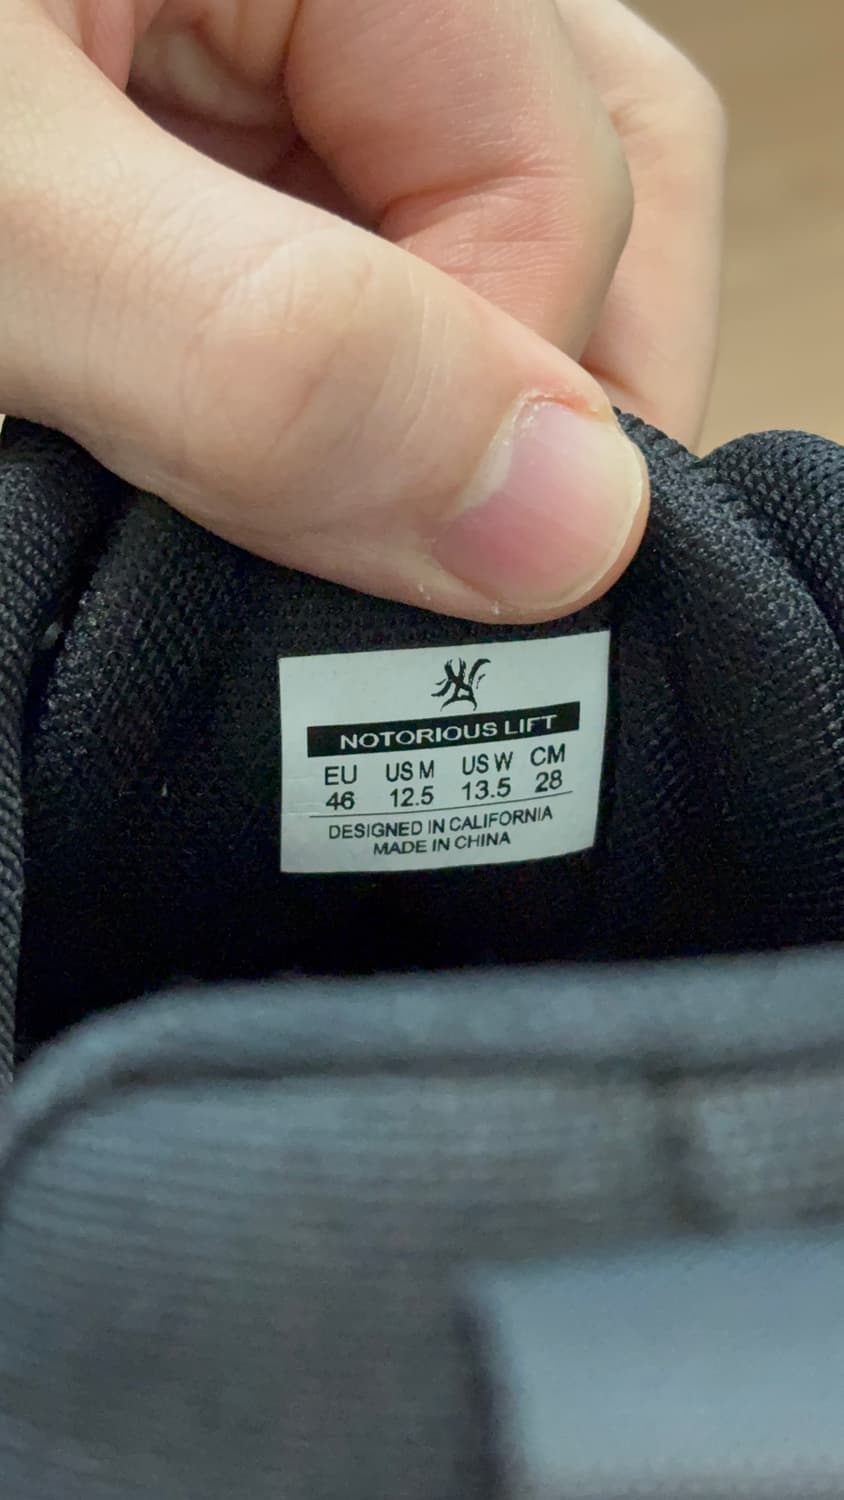 NOTORIOUS LIFT
EU US M US W CM
46 12.5 13.5 28
DESIGNED IN CALIFORNIA
MADE IN CHINA